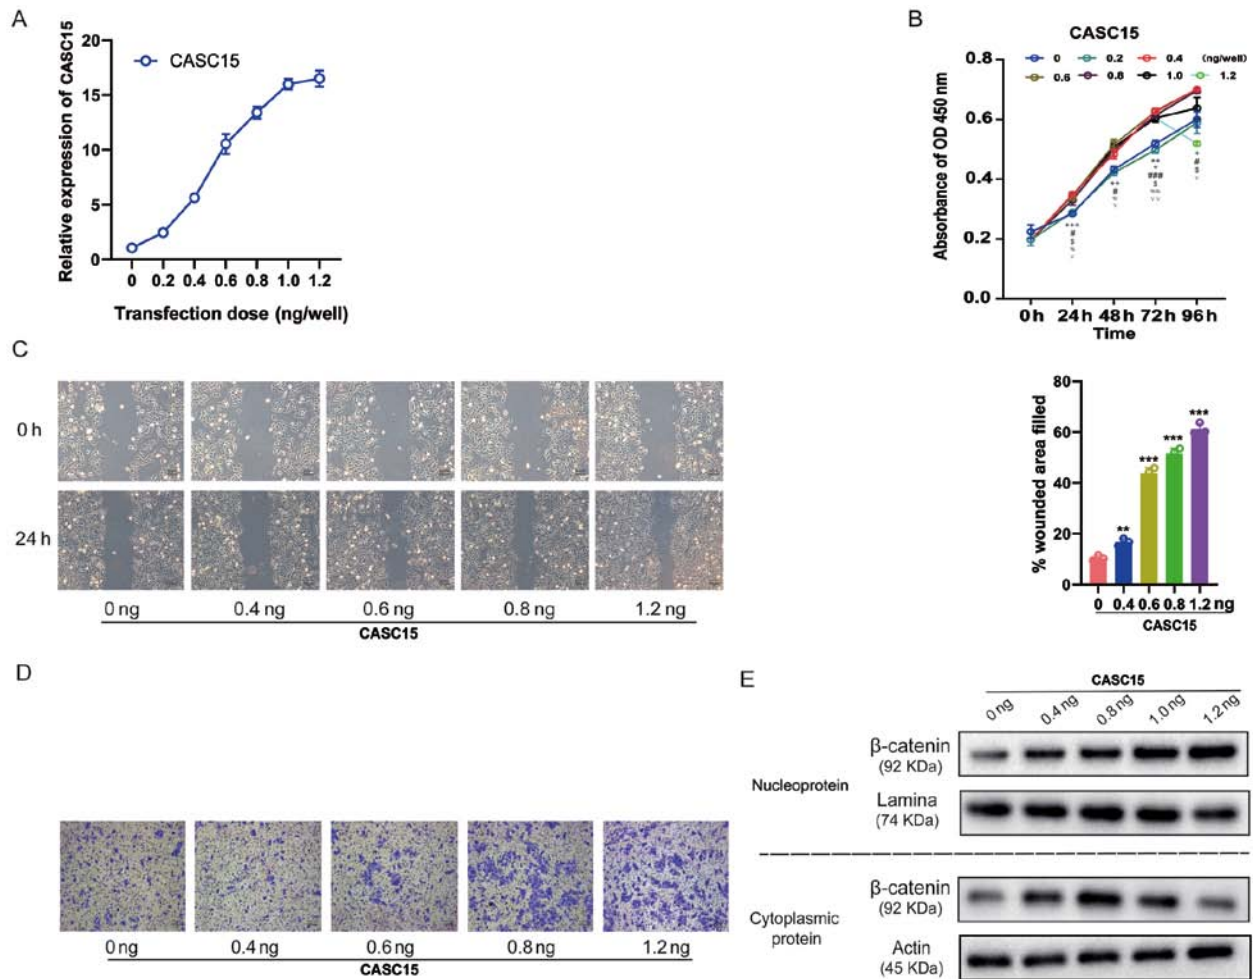 A
Relative expression of CASC15
20
15
10
5
0
CASC15
0 0.2 0.4 0.6 0.8 1.0 1.2
Transfection dose (ng/well)
B
CASC15
0 0.2 0.4 (ng/well)
0.6 0.8 1.0 1.2
Absorbance of OD 450 nm
0.8
0.6
0.4
0.2
0.0
+++
#
$
%
++
#
%
++
+
###
$
%%
+
#
$
0 h 24 h 48 h 72 h 96 h
Time
C
0 h
24 h
0 ng 0.4 ng 0.6 ng 0.8 ng 1.2 ng
CASC15
% wounded area filled
80
60
40
20
0
**
***
***
***
0 0.4 0.6 0.8 1.2 ng
CASC15
D
0 ng 0.4 ng 0.6 ng 0.8 ng 1.2 ng
CASC15
E
CASC15
0 ng 0.4 ng 0.8 ng 1.0 ng 1.2 ng
Nucleoprotein
β-catenin
(92 KDa)
Lamina
(74 KDa)
Cytoplasmic
protein
β-catenin
(92 KDa)
Actin
(45 KDa)